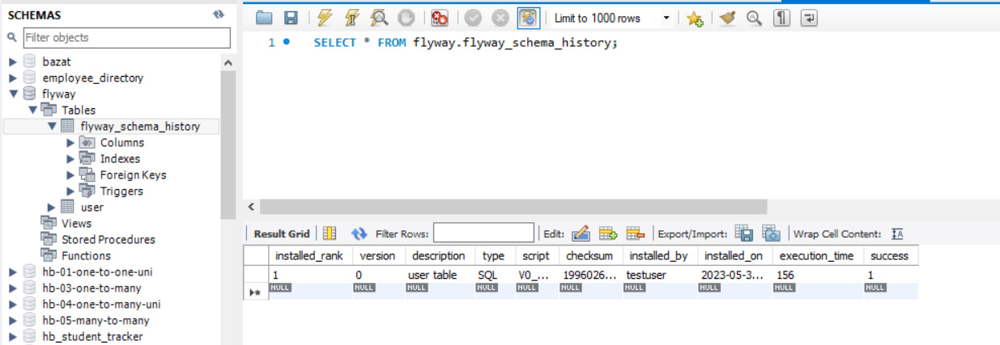 SCHEMAS
Filter objects
bazat
employee_directory
flyway
Tables
flyway_schema_history
Columns
Indexes
Foreign Keys
Triggers
user
Views
Stored Procedures
Functions
hb-01-one-to-one-uni
hb-03-one-to-many
hb-04-one-to-many-uni
hb-05-many-to-many
hb_student_tracker
Limit to 1000 rows
1 SELECT * FROM flyway.flyway_schema_history;
Result Grid Filter Rows: Edit: Export/Import: Wrap Cell Content: IA
installed_rank version description type script checksum installed_by installed_on execution_time success
1 0 user table SQL V0_... 1996026... testuser 2023-05-3... 156 1
NULL NULL NULL NULL NULL NULL NULL NULL NULL NULL